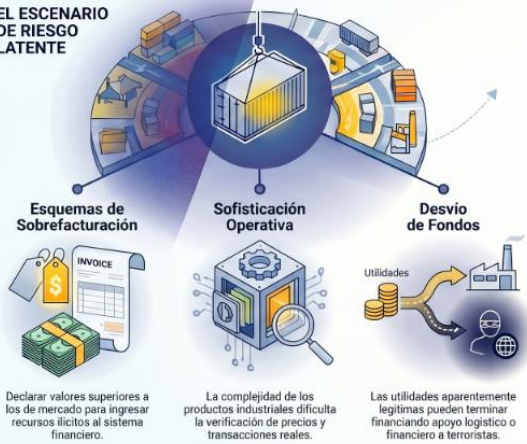 EL ESCENARIO
DE RIESGO
LATENTE
Esquemas de
Sobrefacturación
INVOICE
$
Declarar valores superiores a
los de mercado para ingresar
recursos ilícitos al sistema
financiero.
Sofisticación
Operativa
La complejidad de los
productos industriales dificulta
la verificación de precios y
transacciones reales.
Desvío
de Fondos
Utilidades
Las utilidades aparentemente
legitimas pueden terminar
financiando apoyo logístico o
financiero a terroristas.